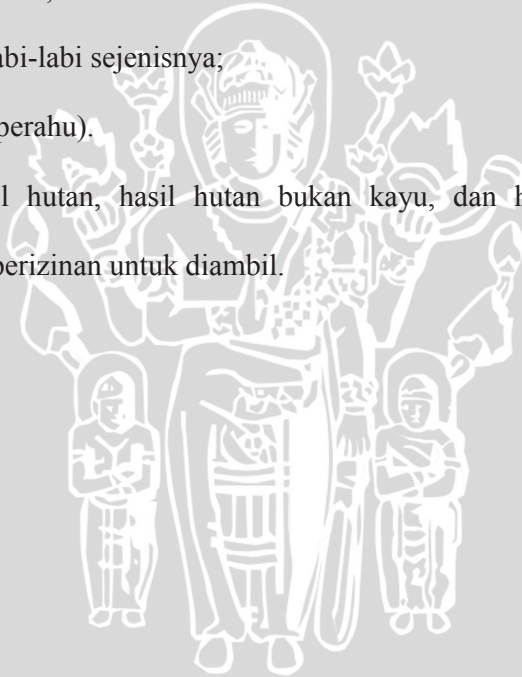 abi-labi sejenisnya;
perahu).
l hutan, hasil hutan bukan kayu, dan h
perizinan untuk diambil.